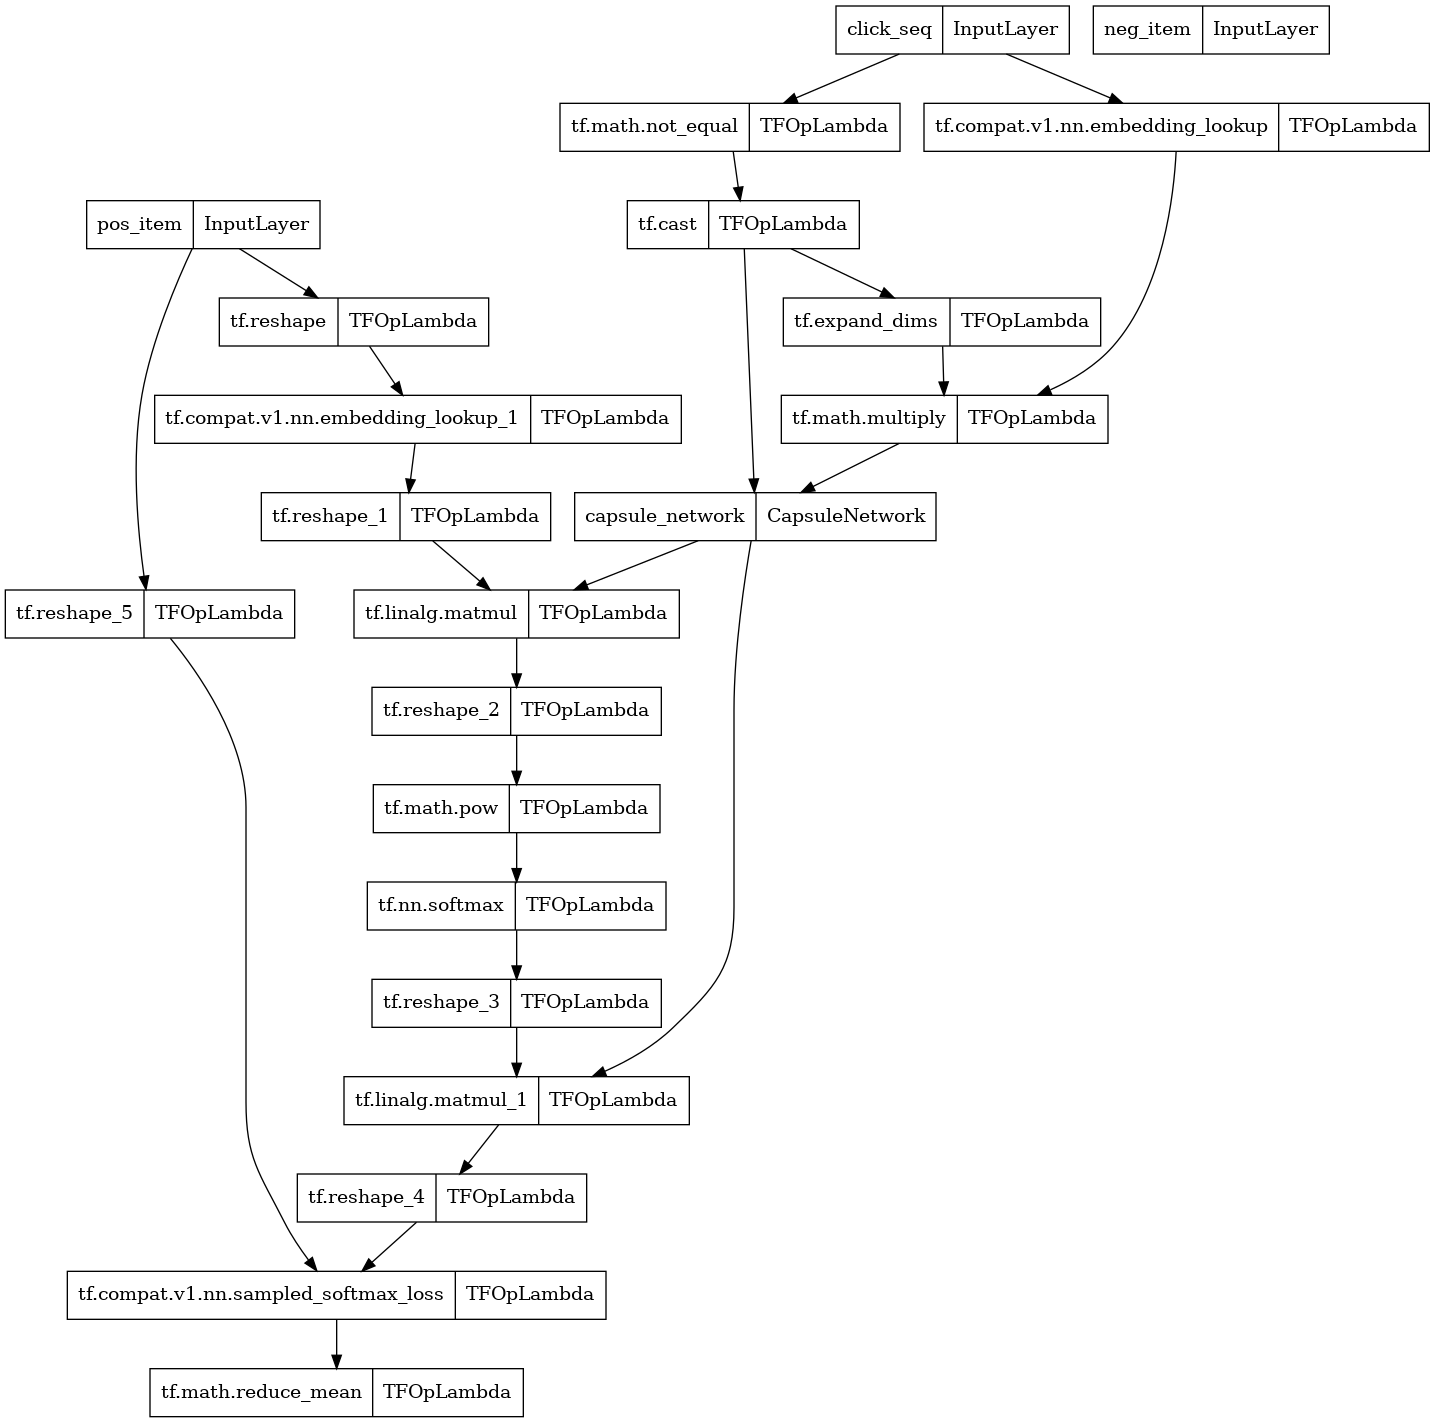 click_seq InputLayer
neg_item InputLayer
tf.math.not_equal TFOpLambda
tf.compat.v1.nn.embedding_lookup TFOpLambda
pos_item InputLayer
tf.cast TFOpLambda
tf.reshape TFOpLambda
tf.expand_dims TFOpLambda
tf.compat.v1.nn.embedding_lookup_1 TFOpLambda
tf.math.multiply TFOpLambda
tf.reshape_1 TFOpLambda
capsule_network CapsuleNetwork
tf.reshape_5 TFOpLambda
tf.linalg.matmul TFOpLambda
tf.reshape_2 TFOpLambda
tf.math.pow TFOpLambda
tf.nn.softmax TFOpLambda
tf.reshape_3 TFOpLambda
tf.linalg.matmul_1 TFOpLambda
tf.reshape_4 TFOpLambda
tf.compat.v1.nn.sampled_softmax_loss TFOpLambda
tf.math.reduce_mean TFOpLambda